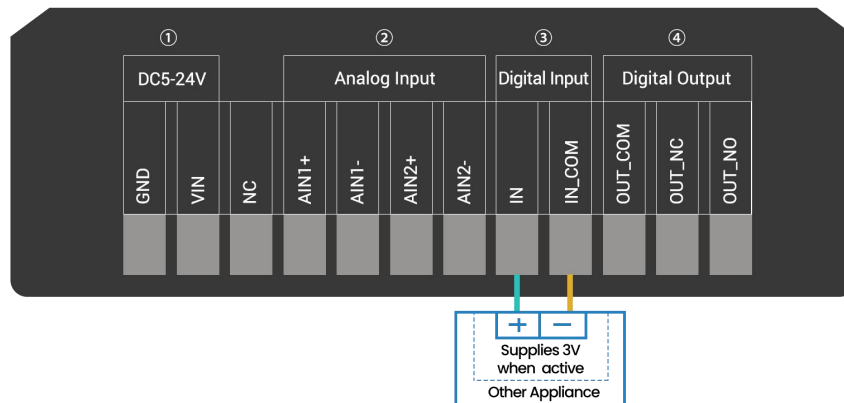 ① ② ③ ④
DC5-24V Analog Input Digital Input Digital Output
GND VIN NC AIN1+ AIN1- AIN2+ AIN2- IN IN_COM OUT_COM OUT_NC OUT_NO
+ −
Supplies 3V
when active
Other Appliance